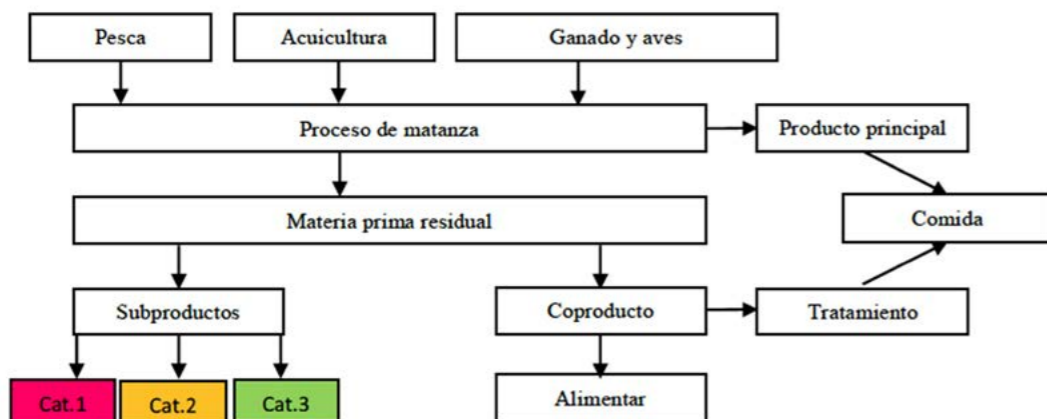 Pesca
Acuicultura
Ganado y aves
Proceso de matanza
Producto principal
Materia prima residual
Comida
Subproductos
Coproducto
Tratamiento
Cat.1
Cat.2
Cat.3
Alimentar